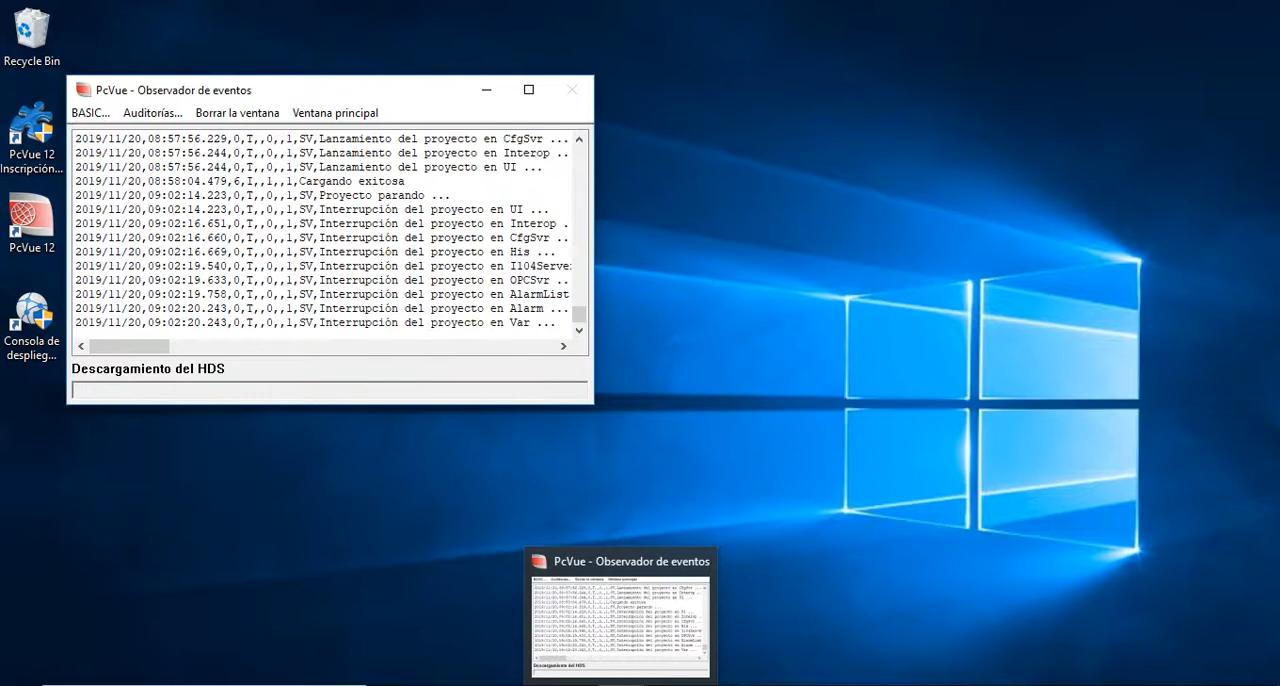 Recycle Bin
PcVue 12
Inscripción...
PcVue 12
Consola de
desplieg...
PcVue - Observador de eventos
BASIC... Auditorías... Borrar la ventana Ventana principal
2019/11/20,08:57:56.229,0,T,,0,,1,SV,Lanzamiento del proyecto en CfgSvr ...
2019/11/20,08:57:56.244,0,T,,0,,1,SV,Lanzamiento del proyecto en Interop ..
2019/11/20,08:57:56.244,0,T,,0,,1,SV,Lanzamiento del proyecto en UI ...
2019/11/20,08:58:04.479,6,I,,1,,1,Cargando exitosa
2019/11/20,09:02:14.223,0,T,,0,,1,SV,Proyecto parando ...
2019/11/20,09:02:14.223,0,T,,0,,1,SV,Interrupción del proyecto en UI ...
2019/11/20,09:02:16.651,0,T,,0,,1,SV,Interrupción del proyecto en Interop .
2019/11/20,09:02:16.660,0,T,,0,,1,SV,Interrupción del proyecto en CfgSvr ..
2019/11/20,09:02:16.669,0,T,,0,,1,SV,Interrupción del proyecto en His ...
2019/11/20,09:02:19.540,0,T,,0,,1,SV,Interrupción del proyecto en I104Serve
2019/11/20,09:02:19.633,0,T,,0,,1,SV,Interrupción del proyecto en OPCSvr ..
2019/11/20,09:02:19.758,0,T,,0,,1,SV,Interrupción del proyecto en AlarmList
2019/11/20,09:02:20.243,0,T,,0,,1,SV,Interrupción del proyecto en Alarm ...
2019/11/20,09:02:20.243,0,T,,0,,1,SV,Interrupción del proyecto en Var ...
Descargamiento del HDS
PcVue - Observador de eventos
Descargamiento del HDS